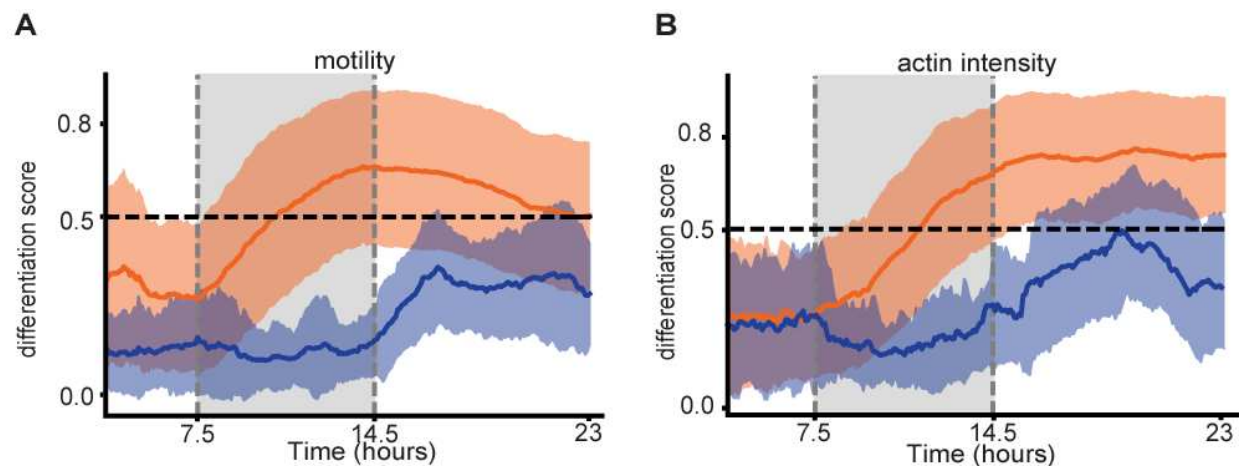 A
motility
0.8
0.5
0.0
differentiation score
7.5
14.5
23
Time (hours)
B
actin intensity
0.8
0.5
0.0
differentiation score
7.5
14.5
23
Time (hours)